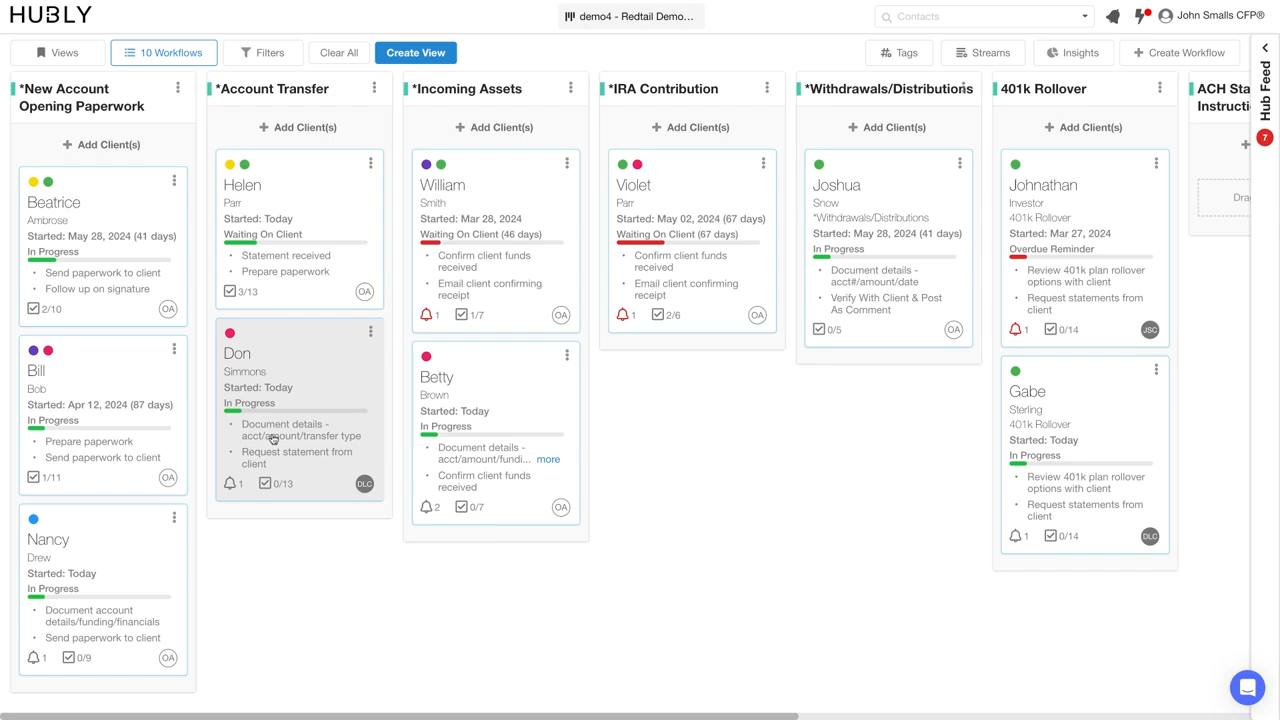 HUBLY
demo4 - Redtail Demo...
Contacts
John Smalls CFP®
Views
10 Workflows
Filters
Clear All
Create View
Tags
Streams
Insights
Create Workflow
Hub Feed
7
*New Account
Opening Paperwork
Add Client(s)
Beatrice
Ambrose
Started: May 28, 2024 (41 days)
In Progress
Send paperwork to client
Follow up on signature
2/10
OA
Bill
Bob
Started: Apr 12, 2024 (87 days)
In Progress
Prepare paperwork
Send paperwork to client
1/11
OA
Nancy
Drew
Started: Today
In Progress
Document account
details/funding/financials
Send paperwork to client
1
0/9
OA
*Account Transfer
Add Client(s)
Helen
Parr
Started: Today
Waiting On Client
Statement received
Prepare paperwork
3/13
OA
Don
Simmons
Started: Today
In Progress
Document details -
acct/amount/transfer type
Request statement from
client
1
0/13
DLC
*Incoming Assets
Add Client(s)
William
Smith
Started: Mar 28, 2024
Waiting On Client (46 days)
Confirm client funds
received
Email client confirming
receipt
1
1/7
OA
Betty
Brown
Started: Today
In Progress
Document details -
acct/amount/fundi... more
Confirm client funds
received
2
0/7
OA
*IRA Contribution
Add Client(s)
Violet
Parr
Started: May 02, 2024 (67 days)
Waiting On Client (67 days)
Confirm client funds
received
Email client confirming
receipt
1
2/6
OA
*Withdrawals/Distributions
Add Client(s)
Joshua
Snow
*Withdrawals/Distributions
Started: May 28, 2024 (41 days)
In Progress
Document details -
acct#/amount/date
Verify With Client & Post
As Comment
0/5
OA
401k Rollover
Add Client(s)
Johnathan
Investor
401k Rollover
Started: Mar 27, 2024
Overdue Reminder
Review 401k plan rollover
options with client
Request statements from
client
1
0/14
JSC
Gabe
Sterling
401k Rollover
Started: Today
In Progress
Review 401k plan rollover
options with client
Request statements from
client
1
0/14
DLC
ACH Sta
Instructi
Dra